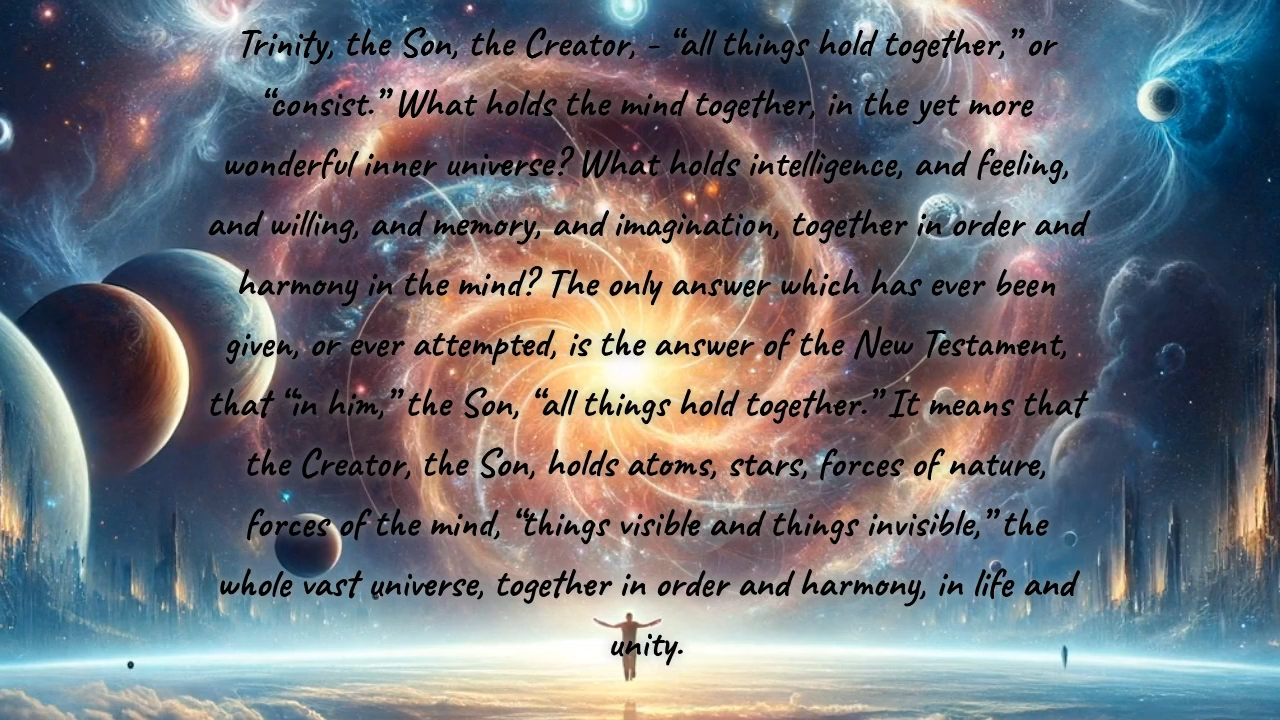 Trinity, the Son, the Creator, - “all things hold together,” or
“consist.” What holds the mind together, in the yet more
wonderful inner universe? What holds intelligence, and feeling,
and willing, and memory, and imagination, together in order and
harmony in the mind? The only answer which has ever been
given, or ever attempted, is the answer of the New Testament,
that “in him,” the Son, “all things hold together.” It means that
the Creator, the Son, holds atoms, stars, forces of nature,
forces of the mind, “things visible and things invisible,” the
whole vast universe, together in order and harmony, in life and
unity.